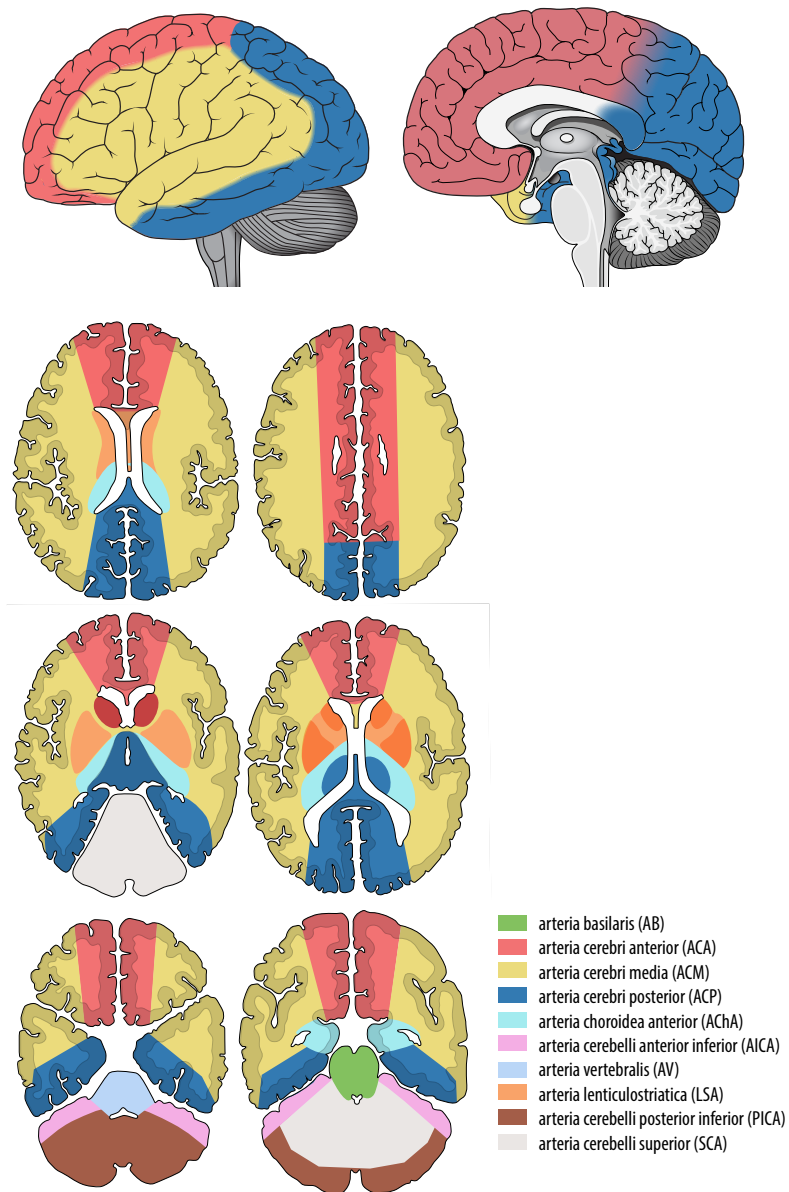 arteria basilaris (AB)
arteria cerebri anterior (ACA)
arteria cerebri media (ACM)
arteria cerebri posterior (ACP)
arteria choroidea anterior (AChA)
arteria cerebelli anterior inferior (AICA)
arteria vertebralis (AV)
arteria lenticulostriatica (LSA)
arteria cerebelli posterior inferior (PICA)
arteria cerebelli superior (SCA)